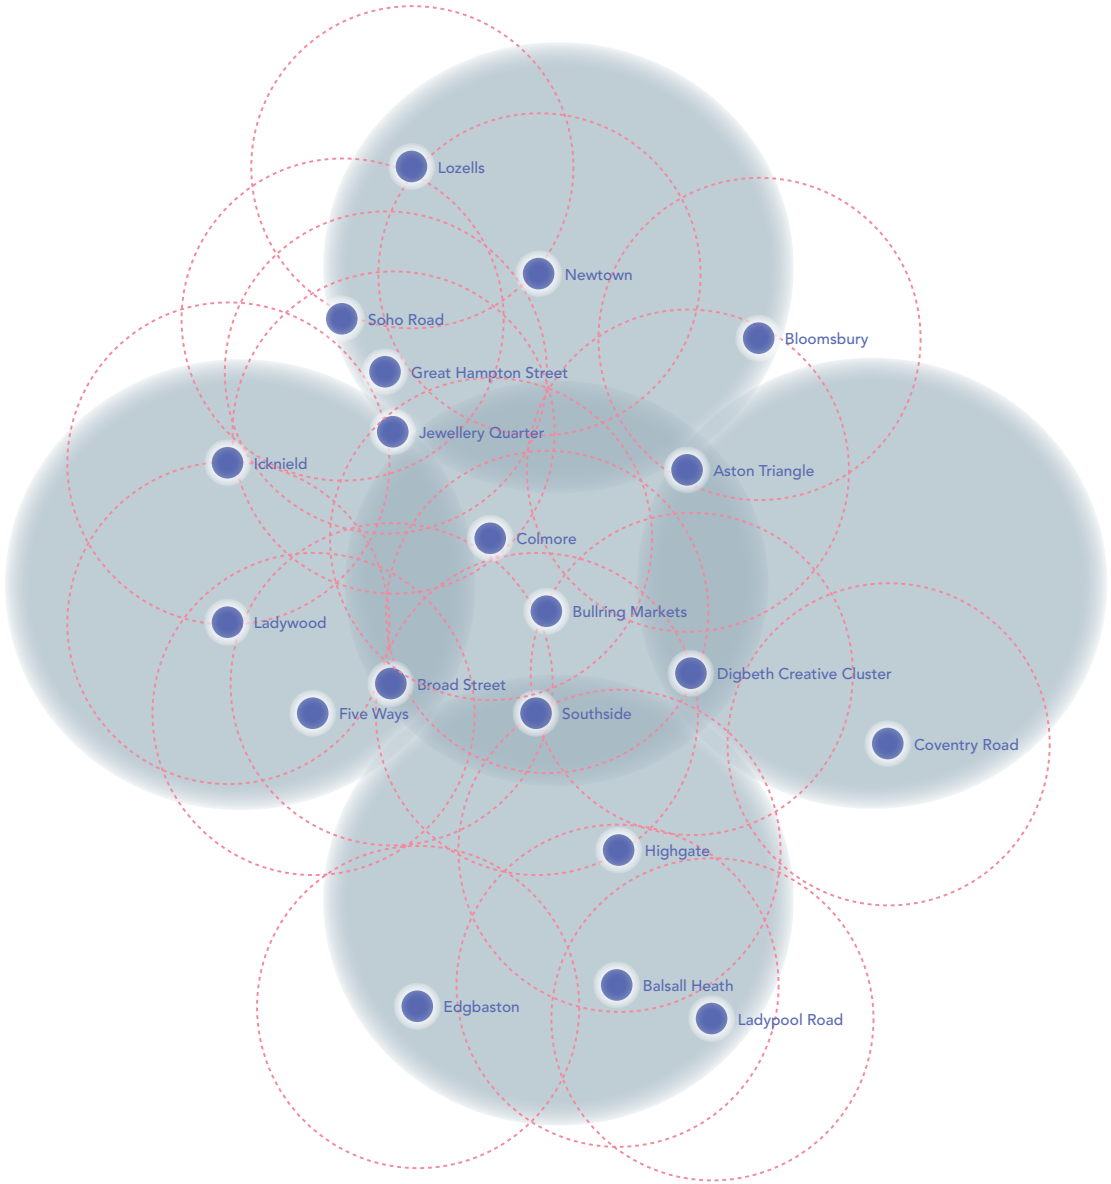 Lozells
Newtown
Soho Road
Bloomsbury
Great Hampton Street
Jewellery Quarter
Icknield
Aston Triangle
Colmore
Bullring Markets
Ladywood
Digbeth Creative Cluster
Broad Street
Five Ways
Southside
Coventry Road
Highgate
Balsall Heath
Edgbaston
Ladypool Road